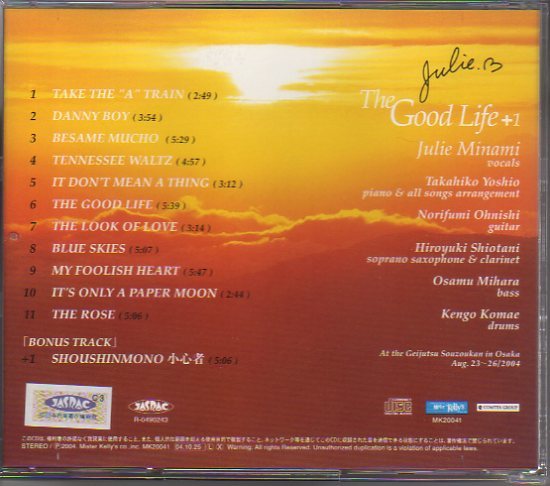 Julie.
1 TAKE THE "A" TRAIN (2:49)
2 DANNY BOY (3:54)
3 BESAME MUCHO (5:29)
4 TENNESSEE WALTZ (4:57)
5 IT DON'T MEAN A THING (3:12)
6 THE GOOD LIFE (5:39)
7 THE LOOK OF LOVE (3:14)
8 BLUE SKIES (5:07)
9 MY FOOLISH HEART (5:47)
10 IT'S ONLY A PAPER MOON (2:44)
11 THE ROSE (5:06)
「BONUS TRACK」
+1 SHOUSHINMONO 小心者 (5:06)
The Good Life +1
Julie Minami
vocals
Takahiko Yoshio
piano & all songs arrangement
Norifumi Ohnishi
guitar
Hiroyuki Shiotani
soprano saxophone & clarinet
Osamu Mihara
bass
Kengo Komae
drums
At the Geijutsu Souzoukan in Osaka
Aug. 23~26/2004
JASRAC
C3
JASRAC
R-0490243
COMPACT disc
Mister Kelly's
MK20041
COMTEX GROUP
STEREO / Ⓟ 2004. Mister Kelly's co. MK20041 (04.10.25) L X Warning: All Rights Reserved. Unauthorized duplication is a violation of applicable laws.